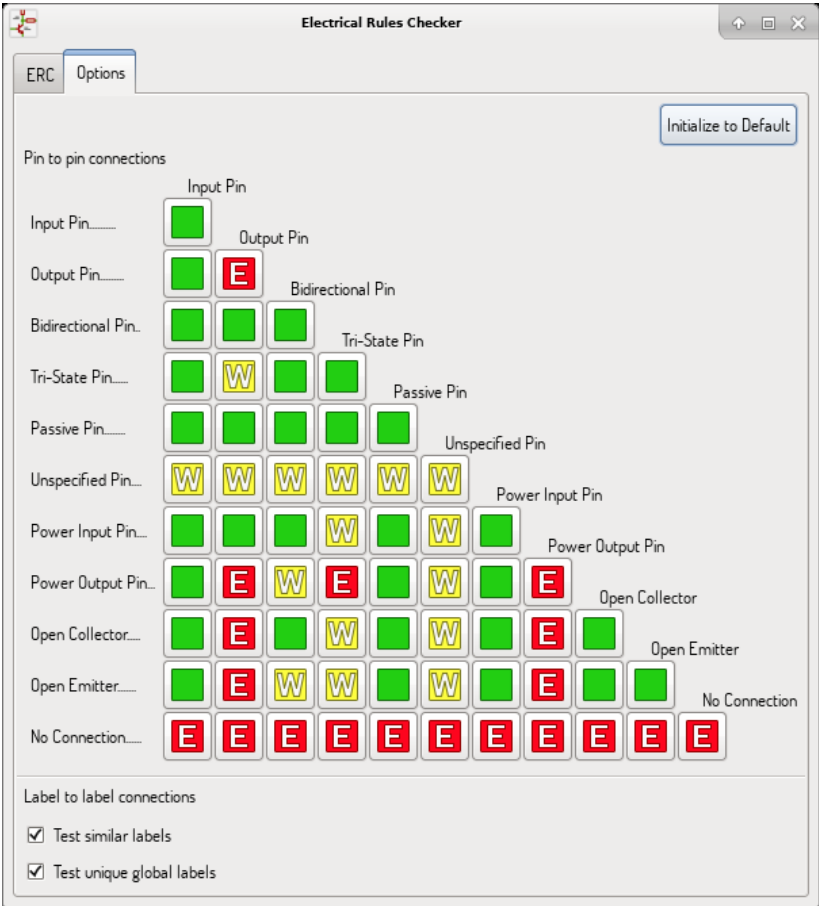 Electrical Rules Checker
ERC Options
Initialize to Default
Pin to pin connections
Input Pin
Input Pin.........
Output Pin
Output Pin........ E
Bidirectional Pin
Bidirectional Pin..
Tri-State Pin
Tri-State Pin...... W
Passive Pin
Passive Pin........
Unspecified Pin
Unspecified Pin.... W W W W W W
Power Input Pin
Power Input Pin.... W W
Power Output Pin
Power Output Pin... E W E W E
Open Collector
Open Collector..... E W W E
Open Emitter
Open Emitter....... E W W W E
No Connection
No Connection...... E E E E E E E E E E E
Label to label connections
Test similar labels
Test unique global labels